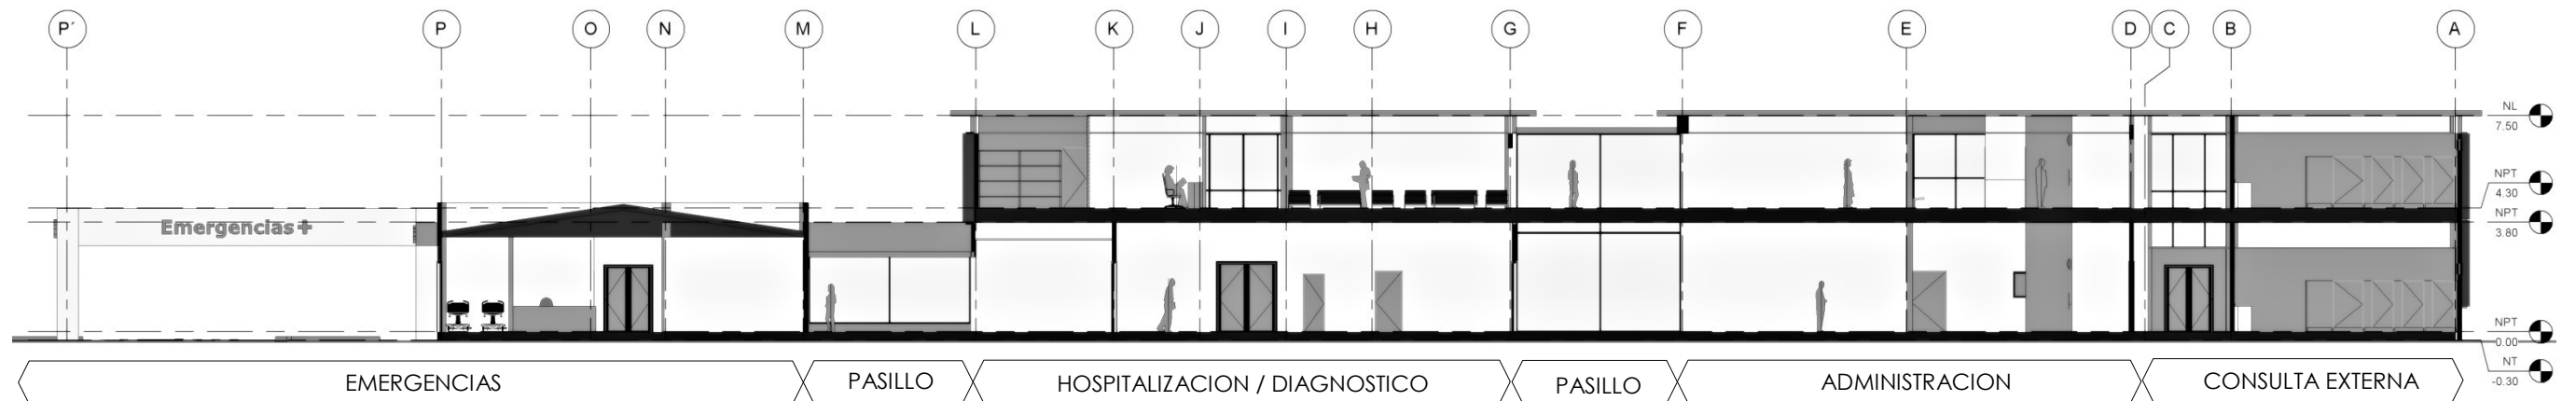 P´ P O N M L K J I H G F E D C B A
NL
7.50
NPT
4.30
NPT
3.80
Emergencias+
NPT
0.00
NT
-0.30
EMERGENCIAS
PASILLO
HOSPITALIZACION / DIAGNOSTICO
PASILLO
ADMINISTRACION
CONSULTA EXTERNA